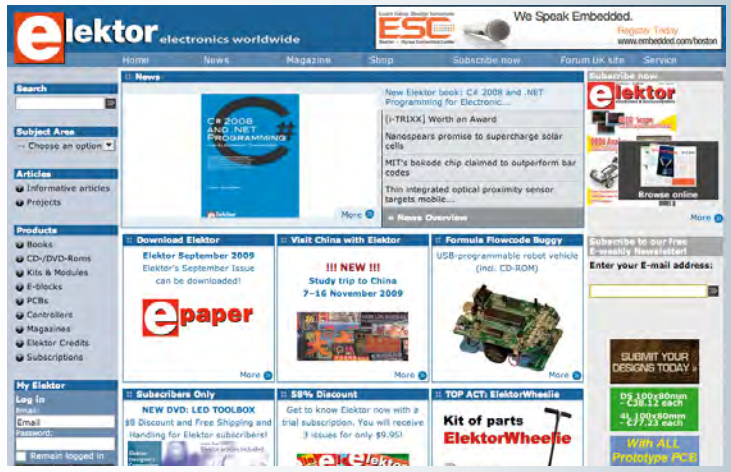 elektor electronics worldwide
ESC
We Speak Embedded.
Register Today
www.embedded.com/boston
Home News Magazine Shop Subscribe now Forum UK site Service
Search
Subject Area
-- Choose an option
Articles
Informative articles
Projects
Products
Books
CD-/DVD-Roms
Kits & Modules
E-blocks
PCBs
Controllers
Magazines
Elektor Credits
Subscriptions
My Elektor
Log in
Email:
Email
Password:
Remain logged in
News
C# 2008
AND .NET
PROGRAMMING
elektor
More
New Elektor book: C# 2008 and .NET
Programming for Electronic...
[i-TRIXX] Worth an Award
Nanospears promise to supercharge solar
cells
MIT's bokode chip claimed to outperform bar
codes
Thin integrated optical proximity sensor
targets mobile...
» News Overview
Download Elektor
Elektor September 2009
Elektor's September Issue
can be downloaded!
epaper
More
Visit China with Elektor
!!! NEW !!!
Study trip to China
7-16 November 2009
More
Formula Flowcode Buggy
USB-programmable robot vehicle
(incl. CD-ROM)
More
Subscribers Only
NEW DVD: LED TOOLBOX
$8 Discount and Free Shipping and
Handling for Elektor subscribers!
58% Discount
Get to know Elektor now with a
trial subscription. You will receive
3 issues for only $9.95!
TOP ACT: ElektorWheelie
Kit of parts
ElektorWheelie
Subscribe now
elektor
Browse online
More
Subscribe to our free
E-weekly Newsletter!
Enter your E-mail address:
SUBMIT YOUR
DESIGNS TODAY »
DS 100x80mm
- €38.12 each
4L 100x80mm
- €77.23 each
With ALL
Prototype PCB